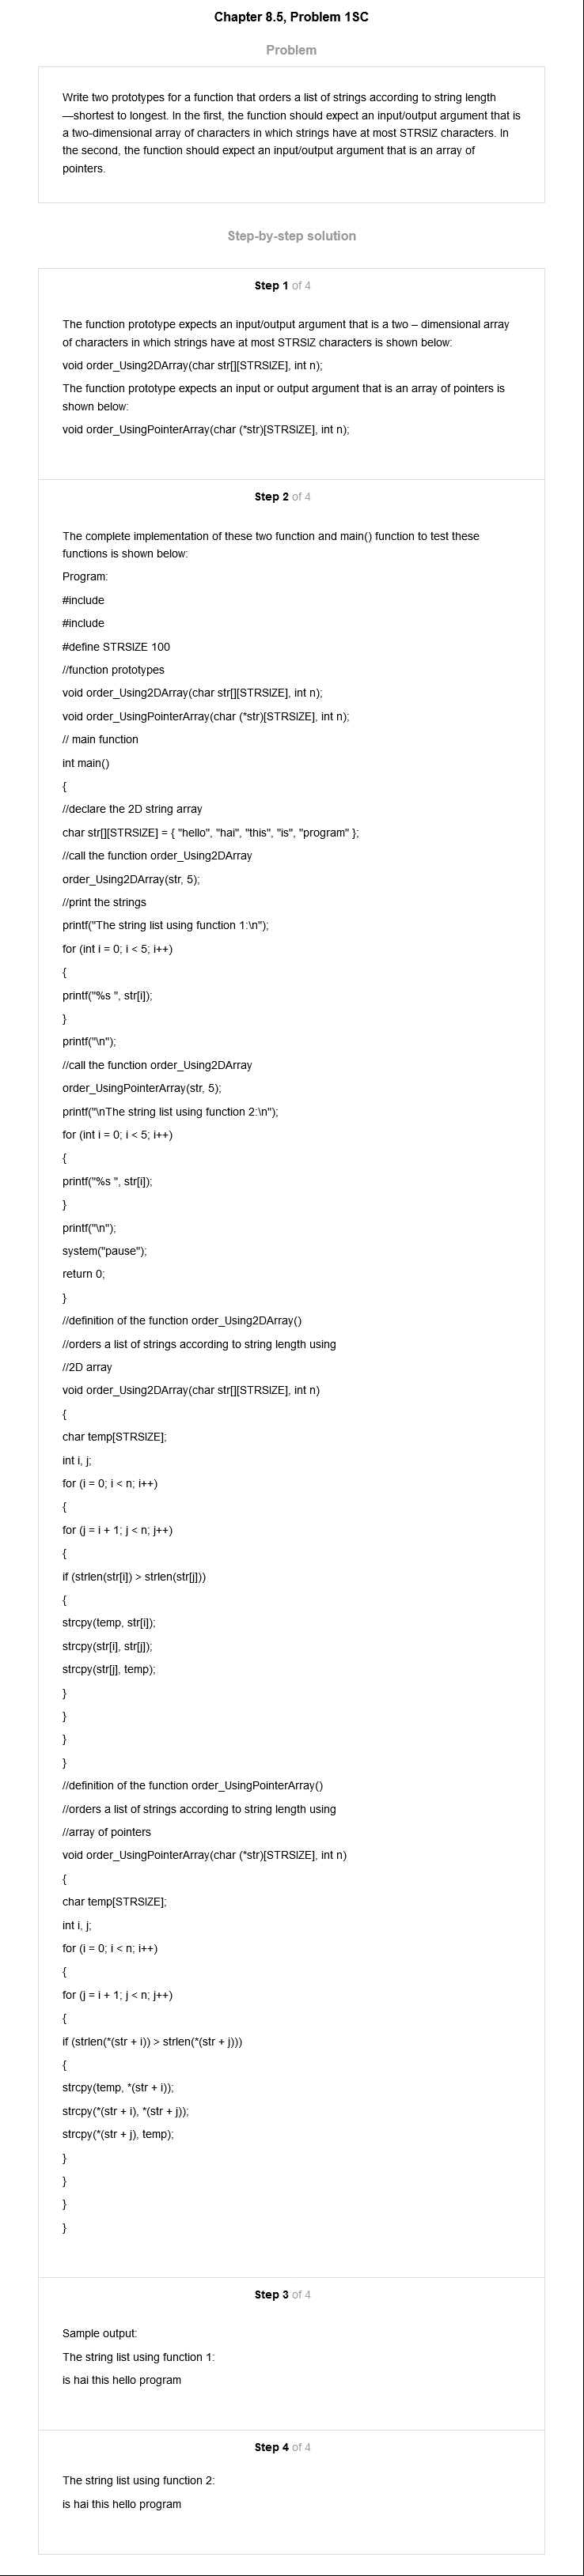 Chapter 8.5, Problem 1SC
Problem
Write two prototypes for a function that orders a list of strings according to string length
—shortest to longest. In the first, the function should expect an input/output argument that is
a two-dimensional array of characters in which strings have at most STRSIZ characters. In
the second, the function should expect an input/output argument that is an array of
pointers.
Step-by-step solution
Step 1 of 4
The function prototype expects an input/output argument that is a two – dimensional array
of characters in which strings have at most STRSIZ characters is shown below:
void order_Using2DArray(char str[][STRSIZE], int n);
The function prototype expects an input or output argument that is an array of pointers is
shown below:
void order_UsingPointerArray(char (*str)[STRSIZE], int n);
Step 2 of 4
The complete implementation of these two function and main() function to test these
functions is shown below:
Program:
#include
#include
#define STRSIZE 100
//function prototypes
void order_Using2DArray(char str[][STRSIZE], int n);
void order_UsingPointerArray(char (*str)[STRSIZE], int n);
// main function
int main()
{
//declare the 2D string array
char str[][STRSIZE] = { "hello", "hai", "this", "is", "program" };
//call the function order_Using2DArray
order_Using2DArray(str, 5);
//print the strings
printf("The string list using function 1:\n");
for (int i = 0; i < 5; i++)
{
printf("%s ", str[i]);
}
printf("\n");
//call the function order_Using2DArray
order_UsingPointerArray(str, 5);
printf("\nThe string list using function 2:\n");
for (int i = 0; i < 5; i++)
{
printf("%s ", str[i]);
}
printf("\n");
system("pause");
return 0;
}
//definition of the function order_Using2DArray()
//orders a list of strings according to string length using
//2D array
void order_Using2DArray(char str[][STRSIZE], int n)
{
char temp[STRSIZE];
int i, j;
for (i = 0; i < n; i++)
{
for (j = i + 1; j < n; j++)
{
if (strlen(str[i]) > strlen(str[j]))
{
strcpy(temp, str[i]);
strcpy(str[i], str[j]);
strcpy(str[j], temp);
}
}
}
}
//definition of the function order_UsingPointerArray()
//orders a list of strings according to string length using
//array of pointers
void order_UsingPointerArray(char (*str)[STRSIZE], int n)
{
char temp[STRSIZE];
int i, j;
for (i = 0; i < n; i++)
{
for (j = i + 1; j < n; j++)
{
if (strlen(*(str + i)) > strlen(*(str + j)))
{
strcpy(temp, *(str + i));
strcpy(*(str + i), *(str + j));
strcpy(*(str + j), temp);
}
}
}
}
Step 3 of 4
Sample output:
The string list using function 1:
is hai this hello program
Step 4 of 4
The string list using function 2:
is hai this hello program